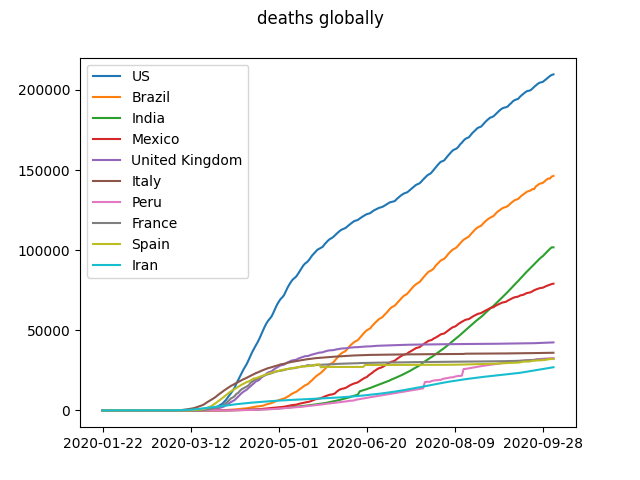 deaths globally
US
Brazil
India
Mexico
United Kingdom
Italy
Peru
France
Spain
Iran
200000
150000
100000
50000
0
2020-01-22 2020-03-12 2020-05-01 2020-06-20 2020-08-09 2020-09-28